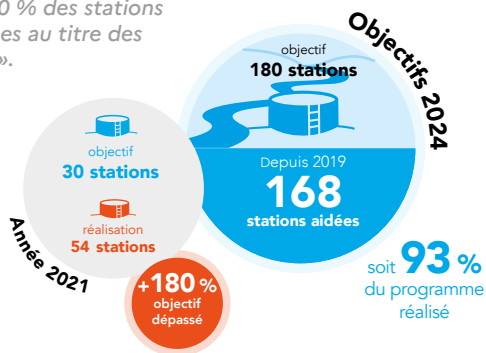 0 % des stations
es au titre des
».
Objectifs 2024
objectif
180 stations
Depuis 2019
168
stations aidées
objectif
30 stations
réalisation
54 stations
Année 2021
+180 %
objectif
dépassé
soit 93 %
du programme
réalisé